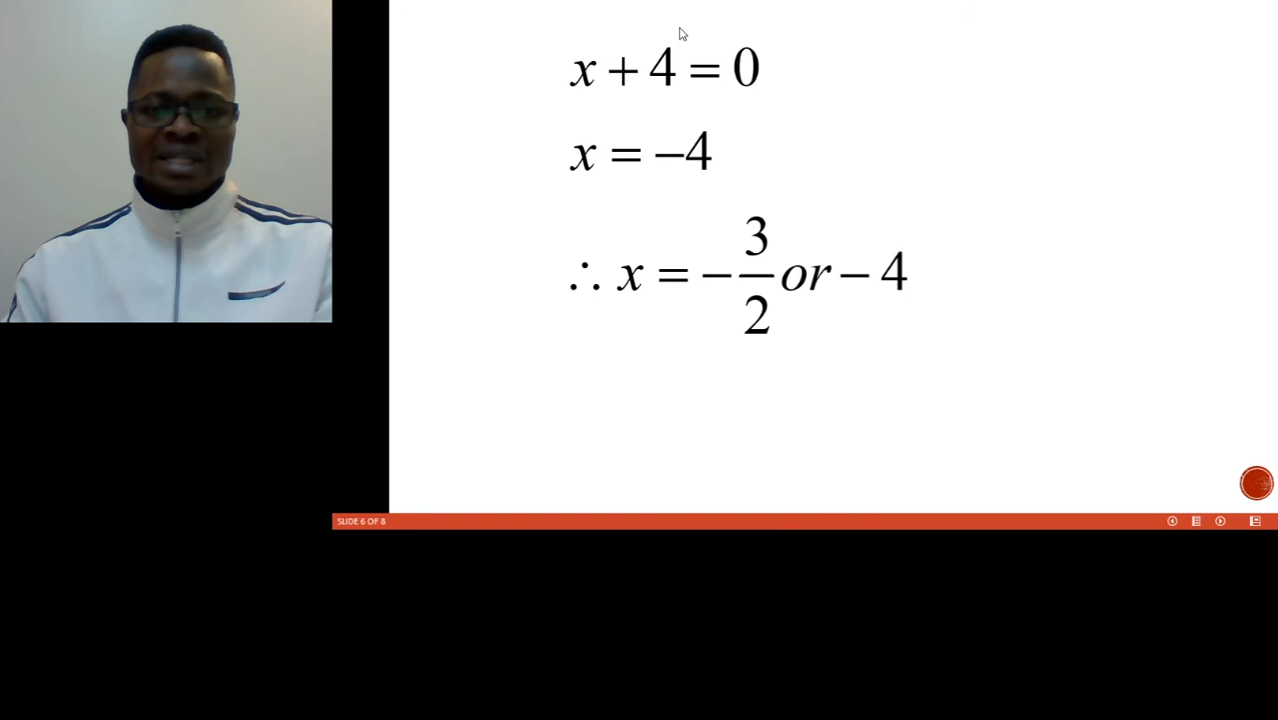 x + 4 = 0
x = −4
∴ x = −3/2 or − 4
SLIDE 6 OF 8